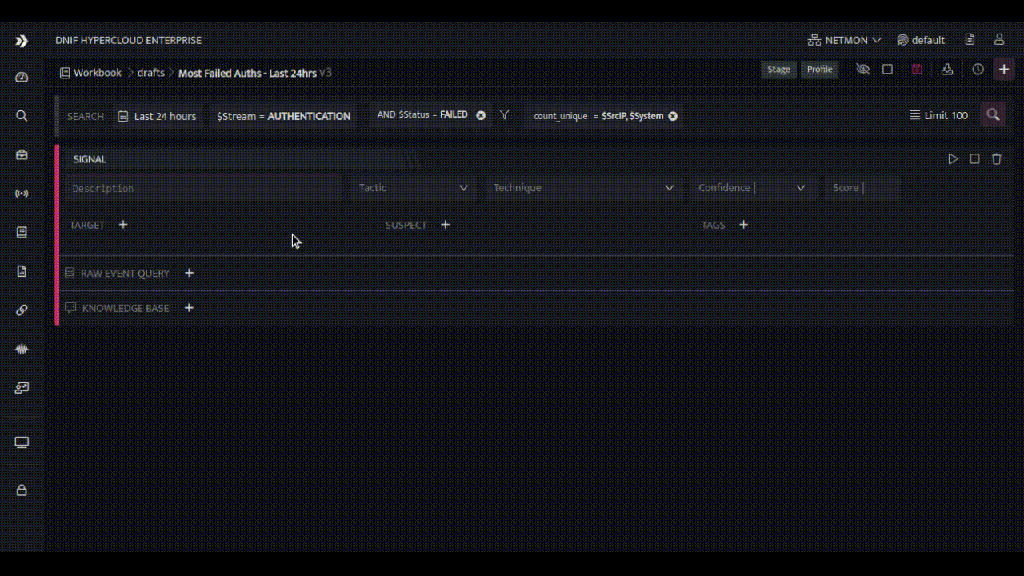 DNIF HYPERCLOUD ENTERPRISE
NETMON
default
Workbook > drafts > Most Failed Auths - Last 24hrs v3
Stage
Profile
SEARCH
Last 24 hours
$Stream = AUTHENTICATION
AND $Status = FAILED
count_unique = $SrcIP, $System
Limit 100
SIGNAL
Description
Tactic
Technique
Confidence |
Score |
TARGET +
SUSPECT +
TAGS +
RAW EVENT QUERY +
KNOWLEDGE BASE +